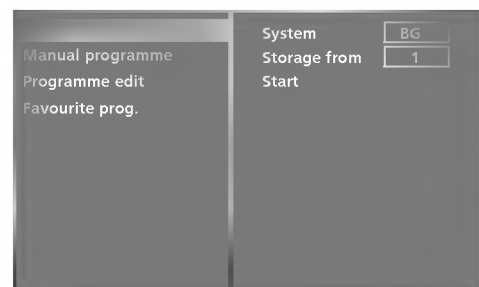 System BG
Manual programme
Storage from 1
Programme edit
Start
Favourite prog.